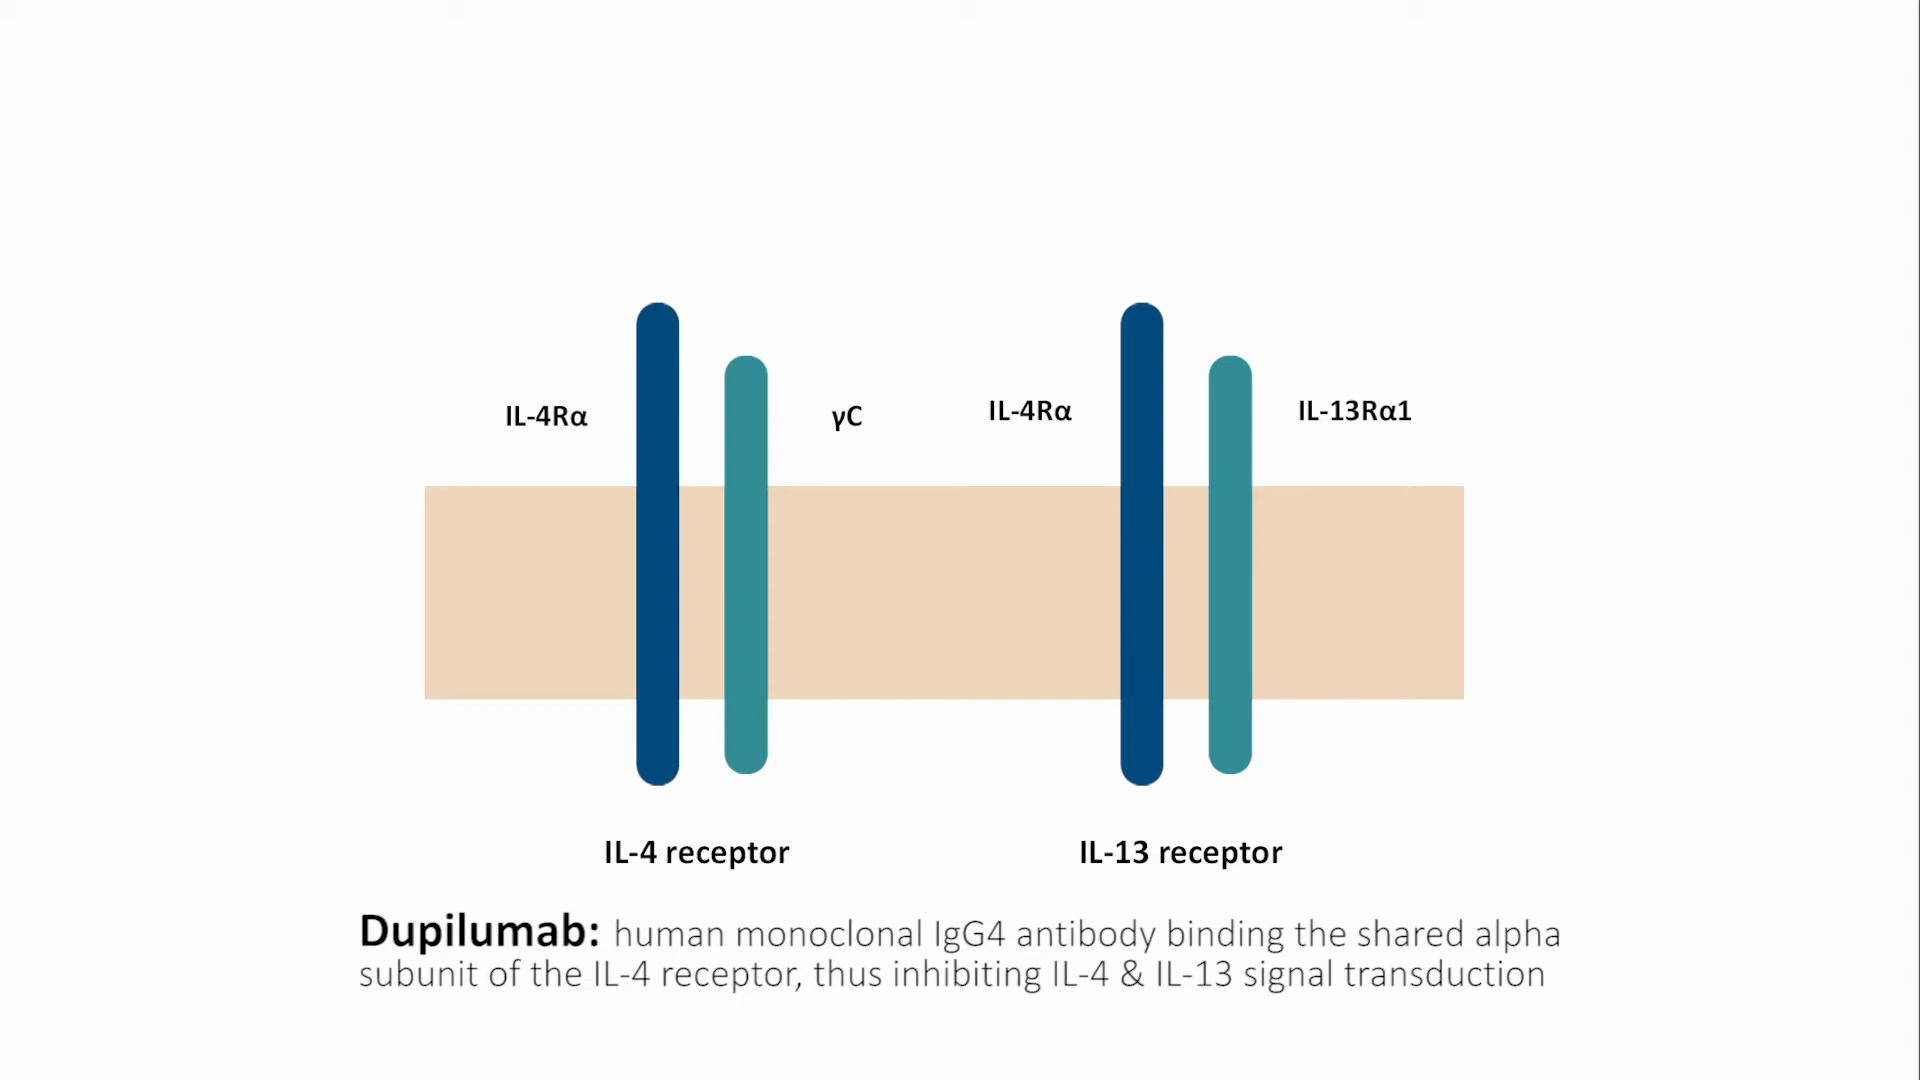 IL-4Rα
γC
IL-4Rα
IL-13Rα1
IL-4 receptor
IL-13 receptor
Dupilumab: human monoclonal IgG4 antibody binding the shared alpha
subunit of the IL-4 receptor, thus inhibiting IL-4 & IL-13 signal transduction